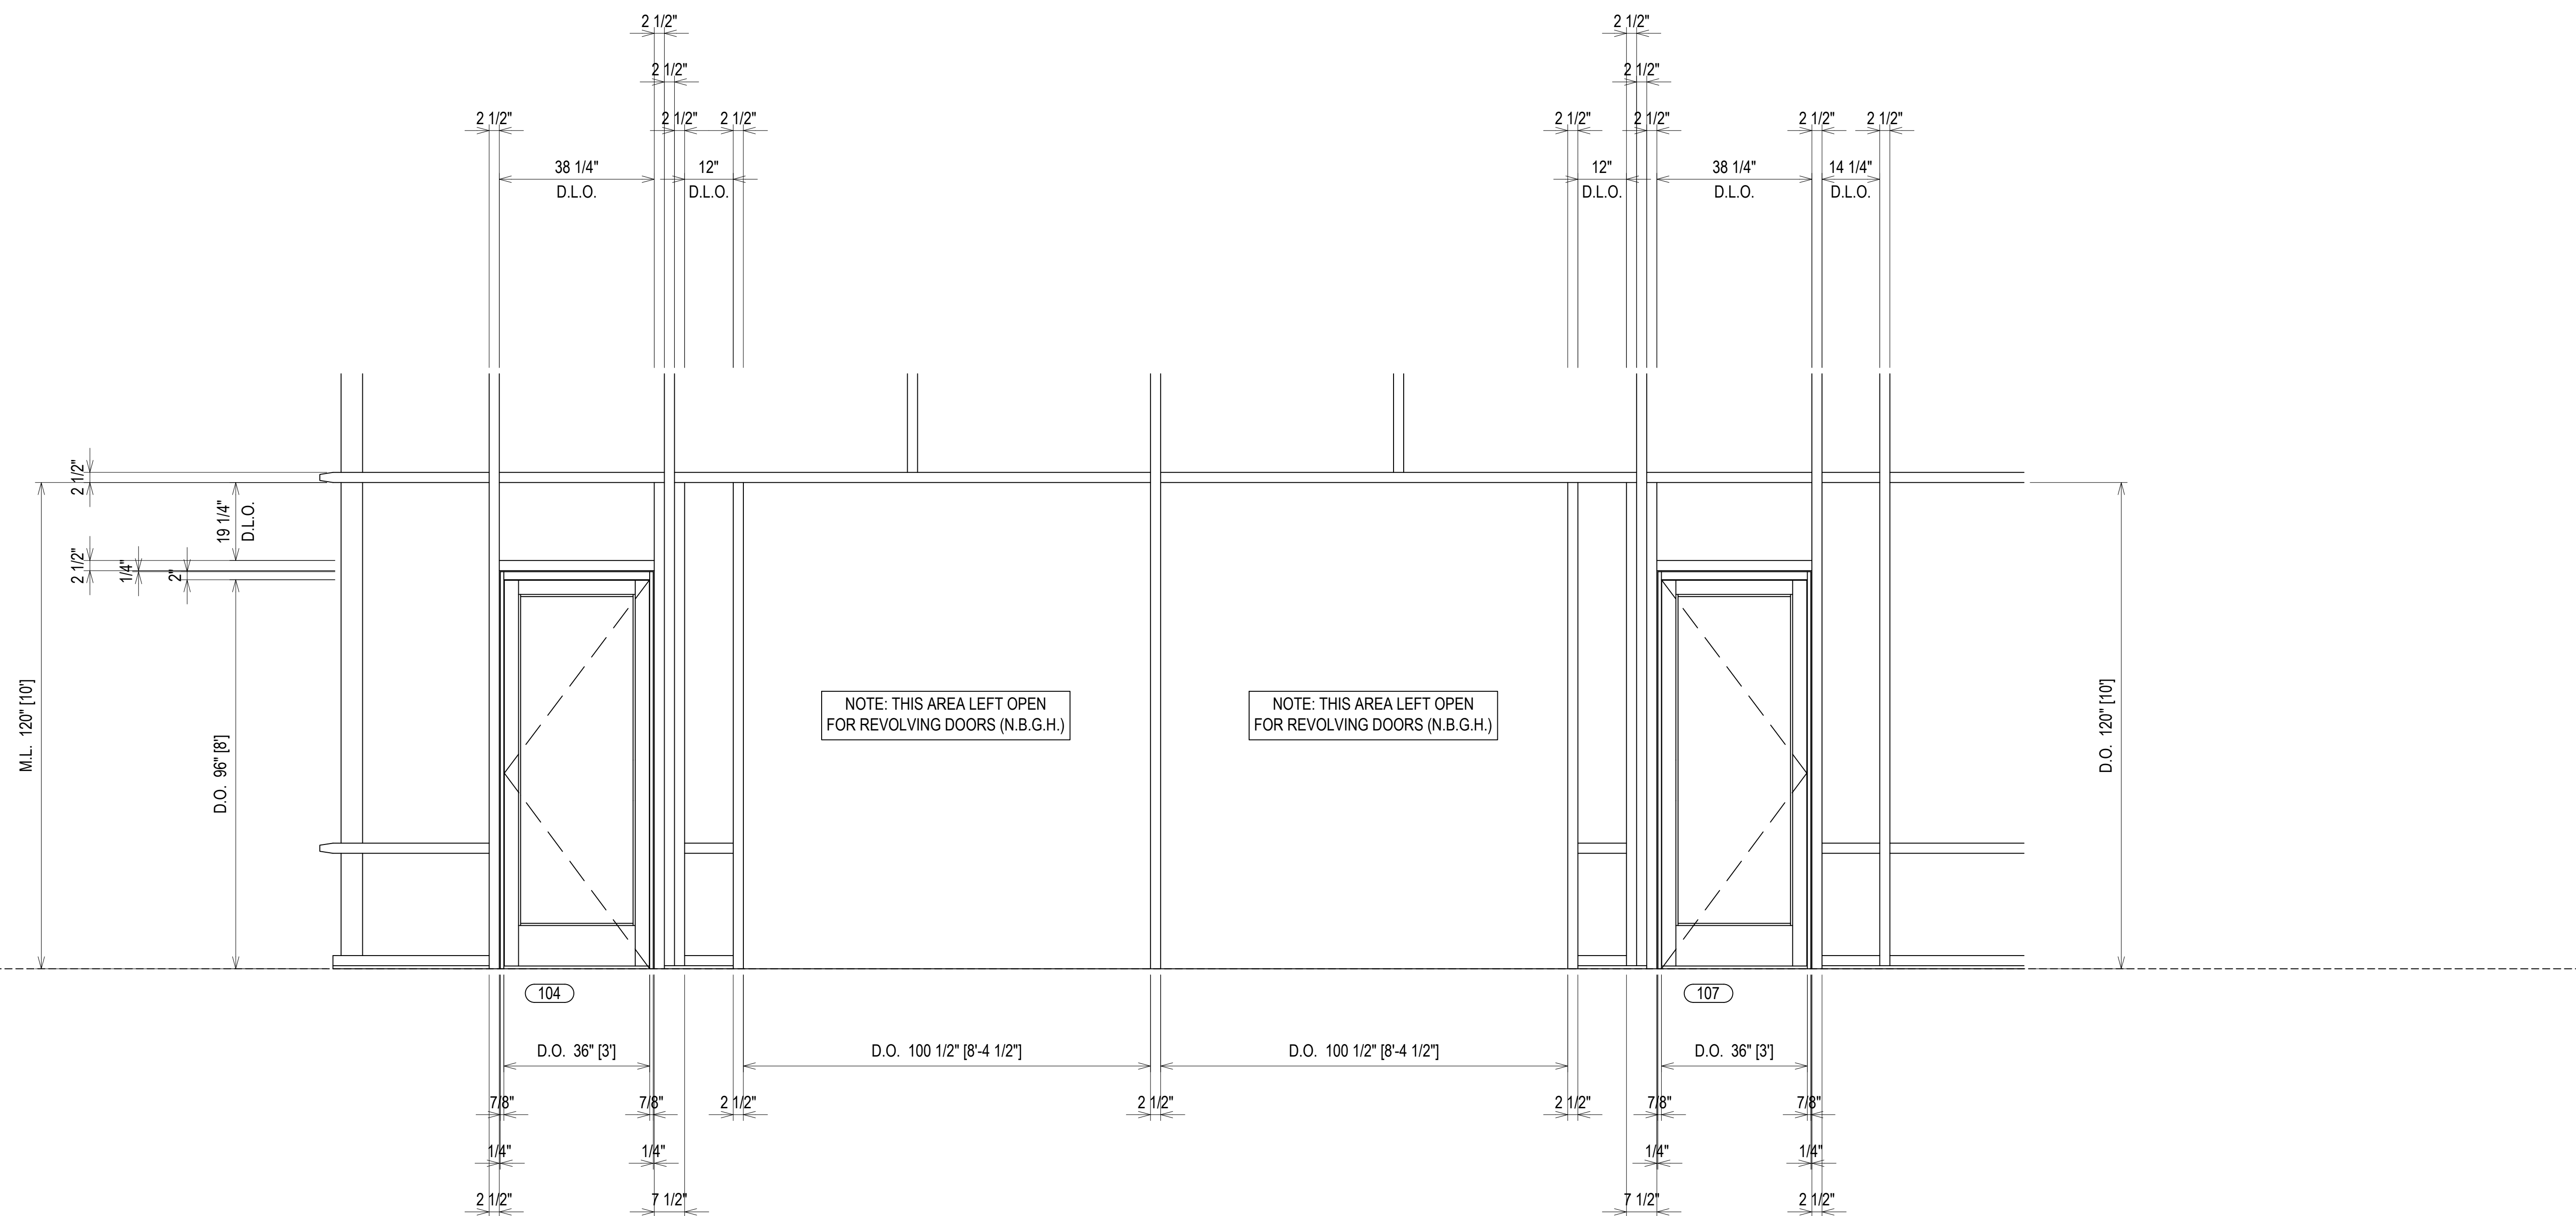 2 1/2" 2 1/2"
2 1/2" 2 1/2"
2 1/2" 2 1/2" 2 1/2" 2 1/2" 2 1/2" 2 1/2" 2 1/2"
38 1/4" 12" 12" 38 1/4" 14 1/4"
D.L.O. D.L.O. D.L.O. D.L.O. D.L.O.
2 1/2"
19 1/4"
D.L.O.
2 1/2"
1/4"
2"
M.L. 120" [10']
D.O. 96" [8']
NOTE: THIS AREA LEFT OPEN
FOR REVOLVING DOORS (N.B.G.H.)
NOTE: THIS AREA LEFT OPEN
FOR REVOLVING DOORS (N.B.G.H.)
D.O. 120" [10']
104 107
D.O. 36" [3'] D.O. 100 1/2" [8'-4 1/2"] D.O. 100 1/2" [8'-4 1/2"] D.O. 36" [3']
7/8" 7/8" 2 1/2" 2 1/2" 2 1/2" 7/8" 7/8"
1/4" 1/4" 1/4" 1/4"
2 1/2" 7 1/2" 7 1/2" 2 1/2"